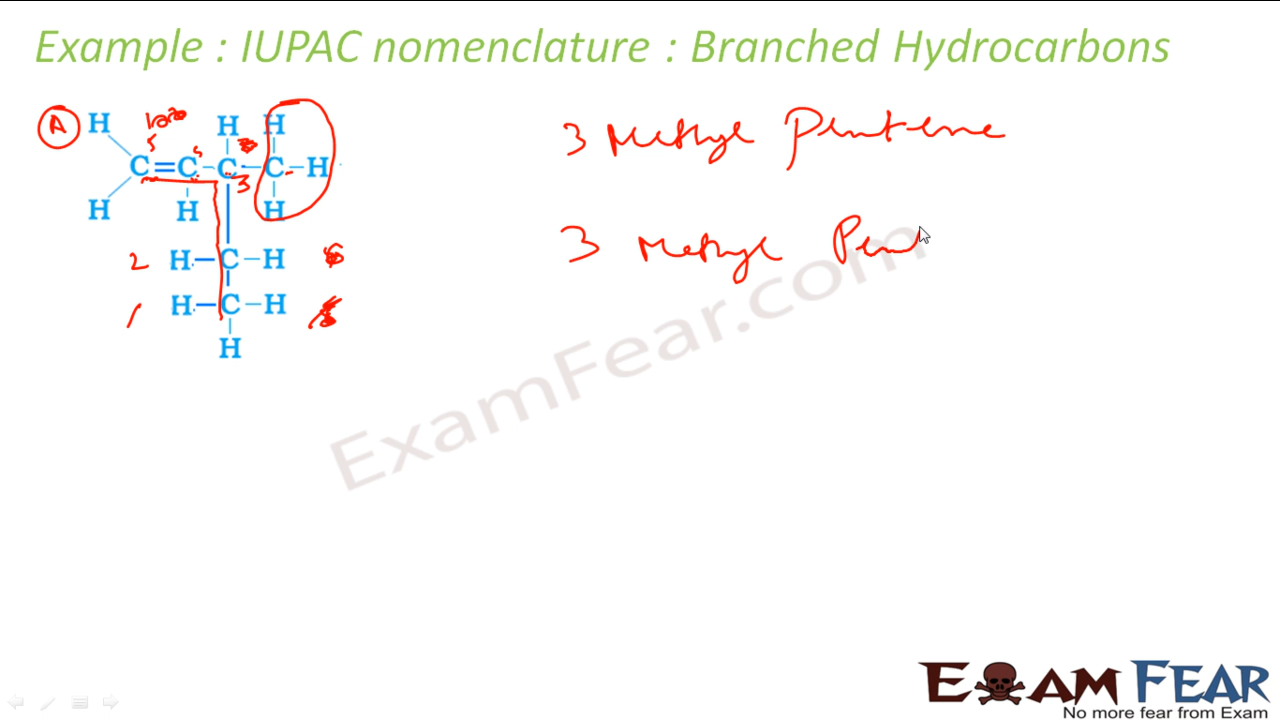 Example : IUPAC nomenclature : Branched Hydrocarbons
A H H H
5 4
C=C-C-C-H
3
H H H
2 H-C-H
1 H-C-H
H
3 Methyl Pentene
3 Methyl Pen
ExamFear.com
EXAM FEAR
No more fear from Exam